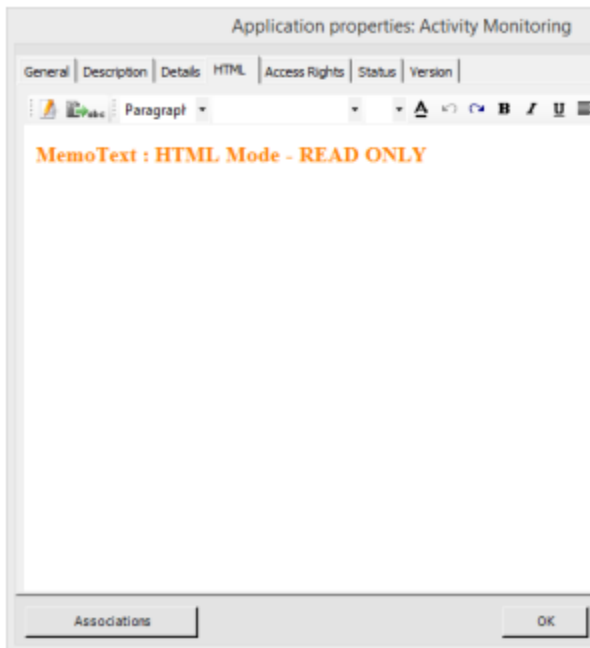 Application properties: Activity Monitoring
General Description Details HTML Access Rights Status Version
abc Paragraph A B I U
MemoText : HTML Mode - READ ONLY
Associations OK